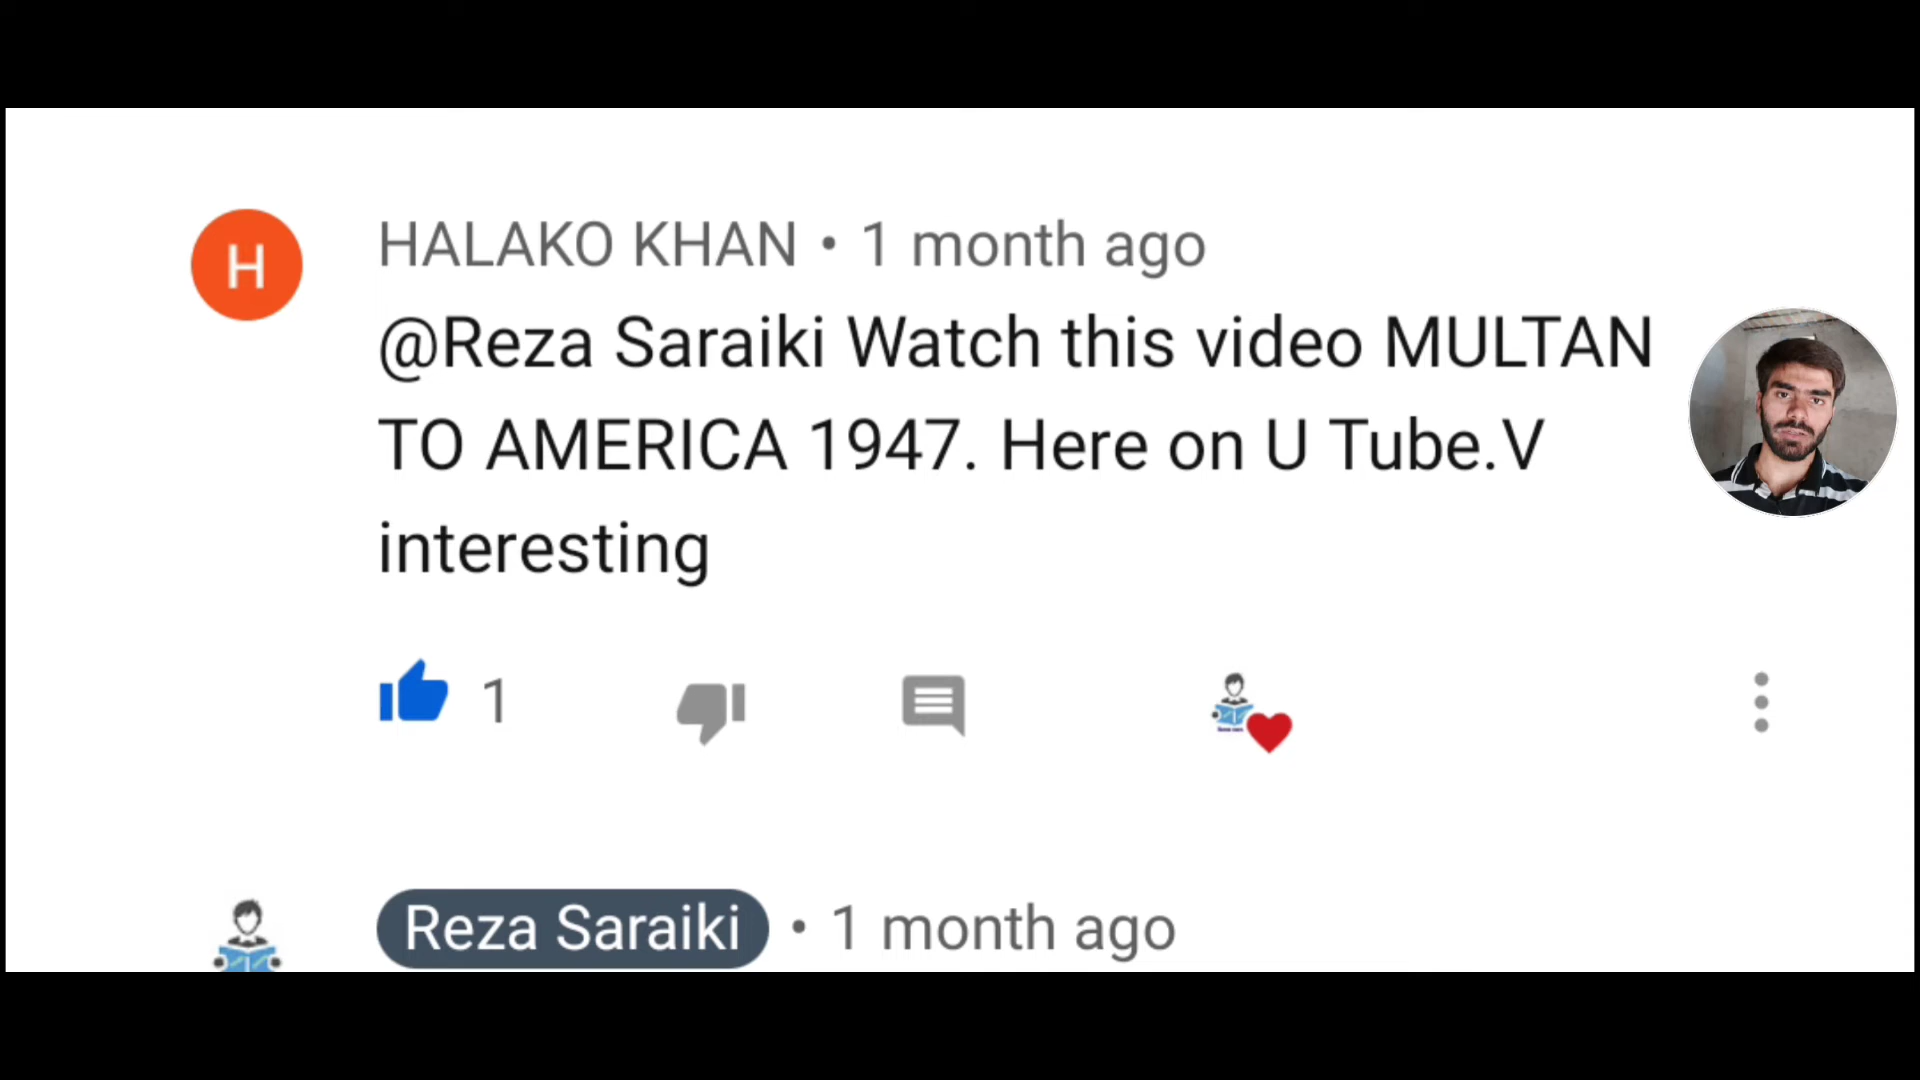 H
HALAKO KHAN • 1 month ago
@Reza Saraiki Watch this video MULTAN
TO AMERICA 1947. Here on U Tube.V
interesting
1
Reza Saraiki • 1 month ago